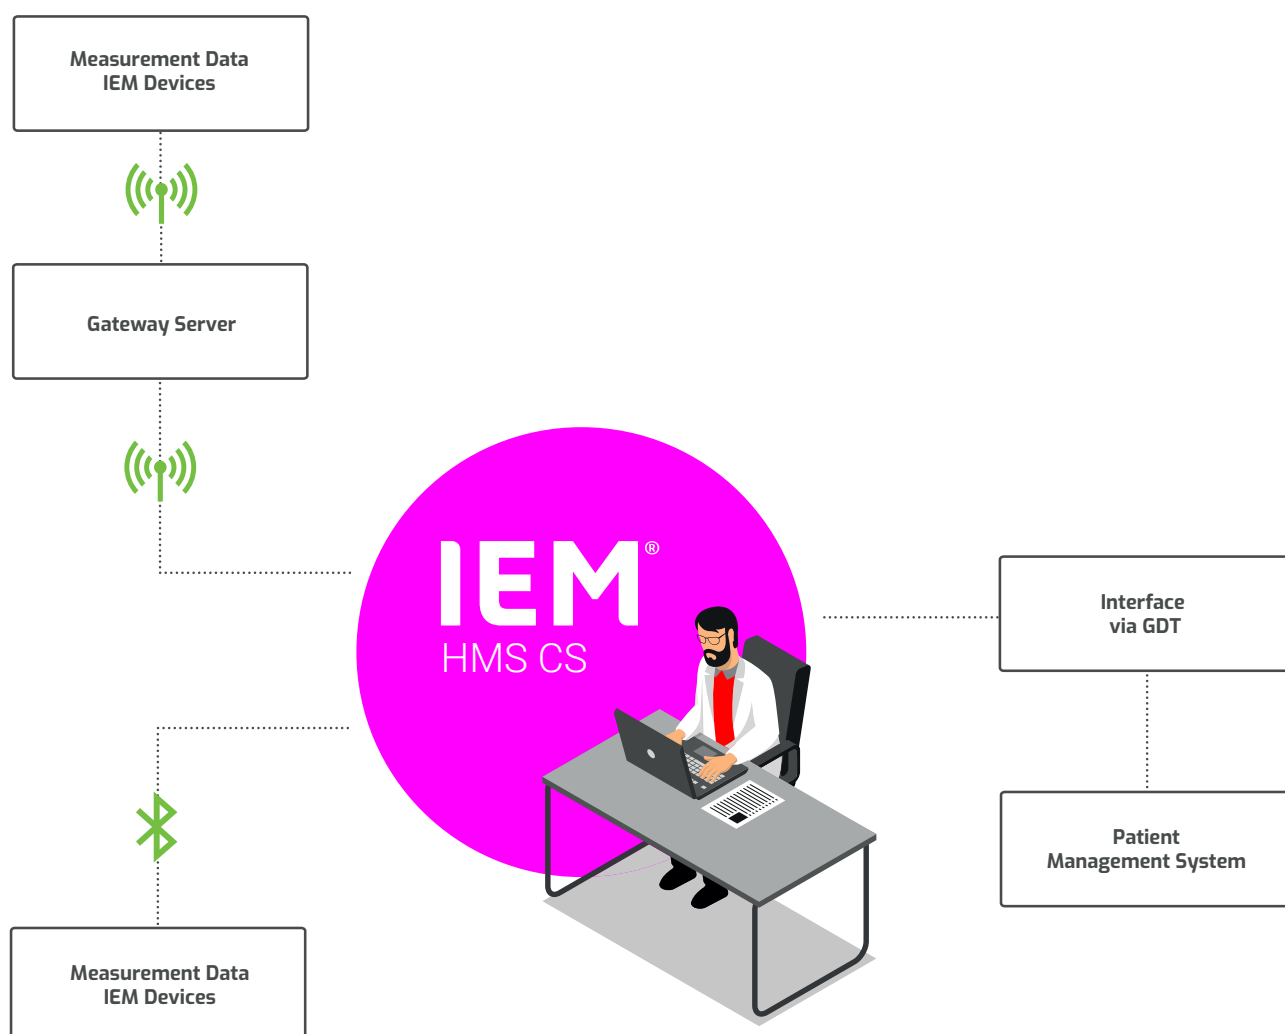 Measurement Data
IEM Devices
Gateway Server
IEM®
HMS CS
Interface
via GDT
Patient
Management System
Measurement Data
IEM Devices